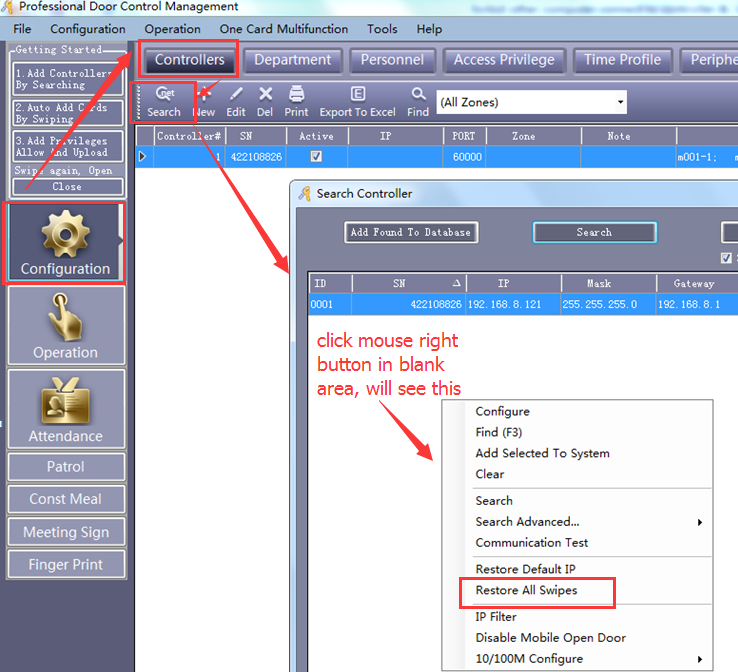 Professional Door Control Management
File Configuration Operation One Card Multifunction Tools Help
Getting Started
1.Add Controllers
By Searching
2.Auto Add Cards
By Swiping
3.Add Privileges
Allow And Upload
Swipe again, Open
Close
Controllers Department Personnel Access Privilege Time Profile
Search New Edit Del Print Export To Excel Find (All Zones)
Controller# SN Active IP PORT Zone Note
1 422108826 60000 m001-1;
Configuration
Operation
Attendance
Patrol
Const Meal
Meeting Sign
Finger Print
Search Controller
Add Found To Database Search
ID SN IP Mask Gateway
0001 422108826 192.168.8.121 255.255.255.0 192.168.8.1
click mouse right
button in blank
area, will see this
Configure
Find (F3)
Add Selected To System
Clear
Search
Search Advanced...
Communication Test
Restore Default IP
Restore All Swipes
IP Filter
Disable Mobile Open Door
10/100M Configure